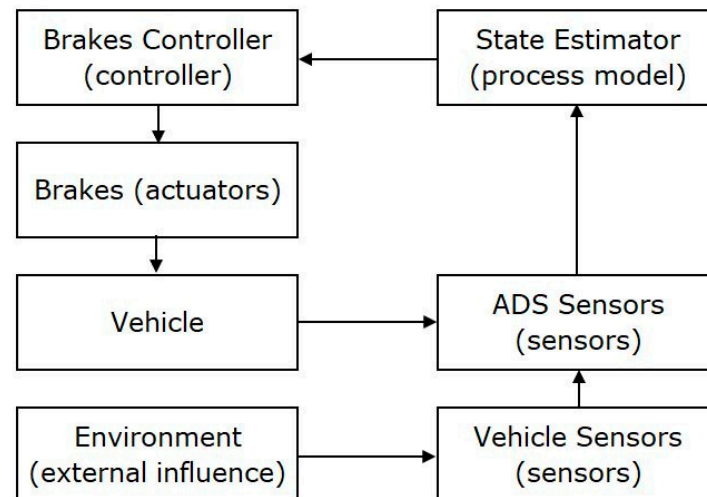 Brakes Controller
(controller)
State Estimator
(process model)
Brakes (actuators)
Vehicle
ADS Sensors
(sensors)
Environment
(external influence)
Vehicle Sensors
(sensors)